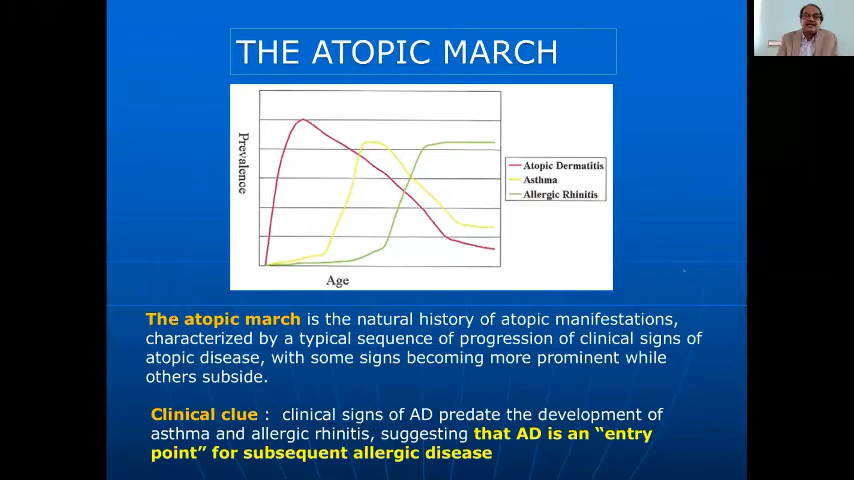 THE ATOPIC MARCH
Prevalence
Atopic Dermatitis
Asthma
Allergic Rhinitis
Age
The atopic march is the natural history of atopic manifestations,
characterized by a typical sequence of progression of clinical signs of
atopic disease, with some signs becoming more prominent while
others subside.
Clinical clue : clinical signs of AD predate the development of
asthma and allergic rhinitis, suggesting that AD is an “entry
point” for subsequent allergic disease